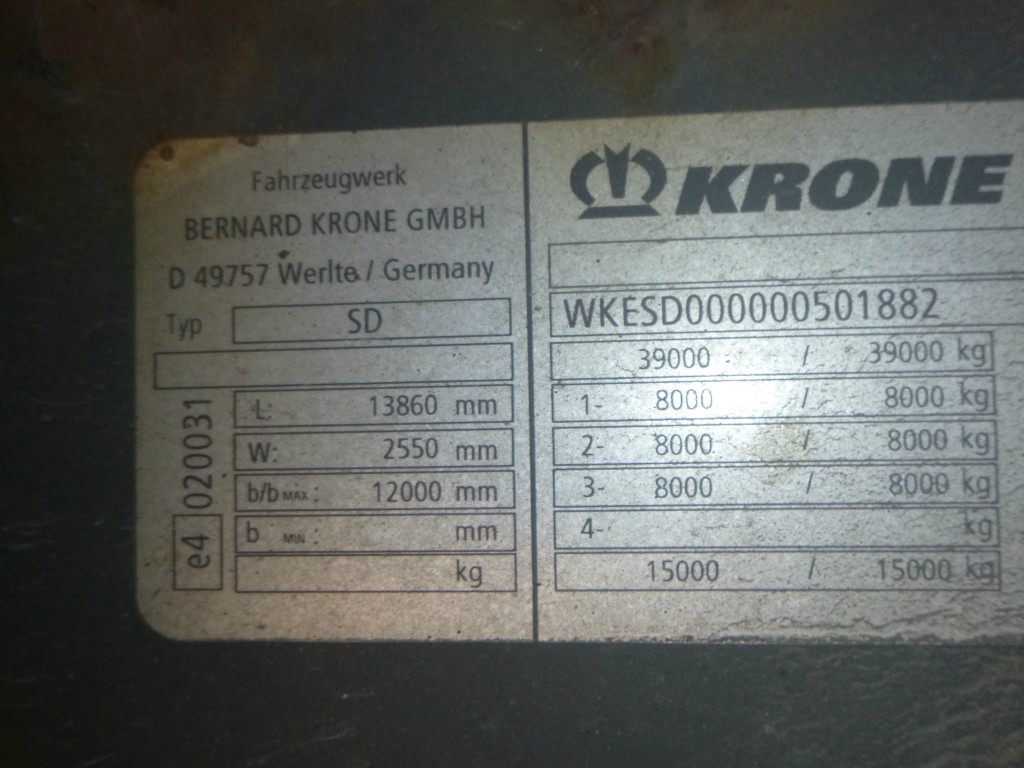 Fahrzeugwerk
BERNARD KRONE GMBH
D 49757 Werlte / Germany
Typ SD
L: 13860 mm
W: 2550 mm
b/b MAX: 12000 mm
b MIN: mm
kg
e4 020031
KRONE
WKESD000000501882
39000 / 39000 kg
1- 8000 / 8000 kg
2- 8000 / 8000 kg
3- 8000 / 8000 kg
4- kg
15000 / 15000 kg